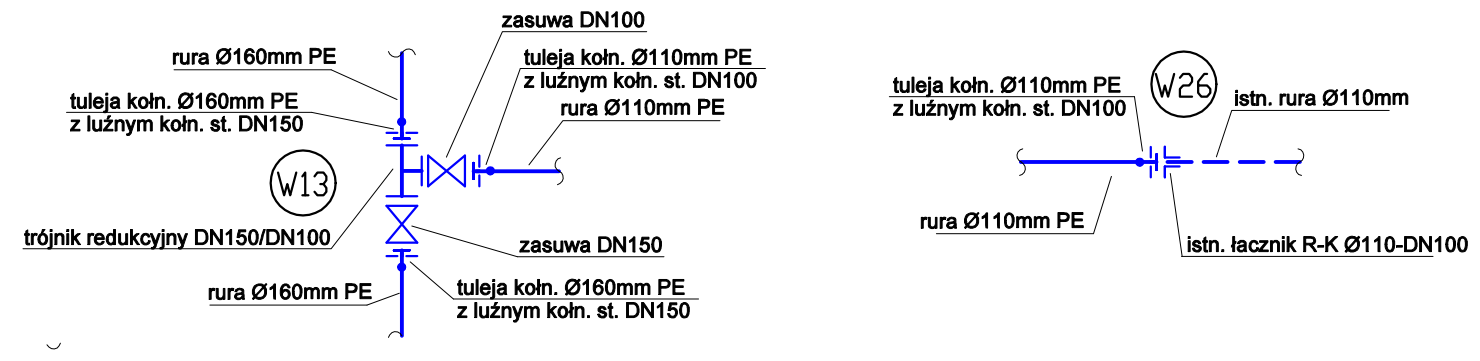 zasuwa DN100
rura Ø160mm PE
tuleja kołn. Ø110mm PE
z luźnym kołn. st. DN100
tuleja kołn. Ø160mm PE
z luźnym kołn. st. DN150
rura Ø110mm PE
W13
trójnik redukcyjny DN150/DN100
zasuwa DN150
rura Ø160mm PE
tuleja kołn. Ø160mm PE
z luźnym kołn. st. DN150
tuleja kołn. Ø110mm PE
z luźnym kołn. st. DN100
W26
istn. rura Ø110mm
rura Ø110mm PE
istn. łacznik R-K Ø110-DN100